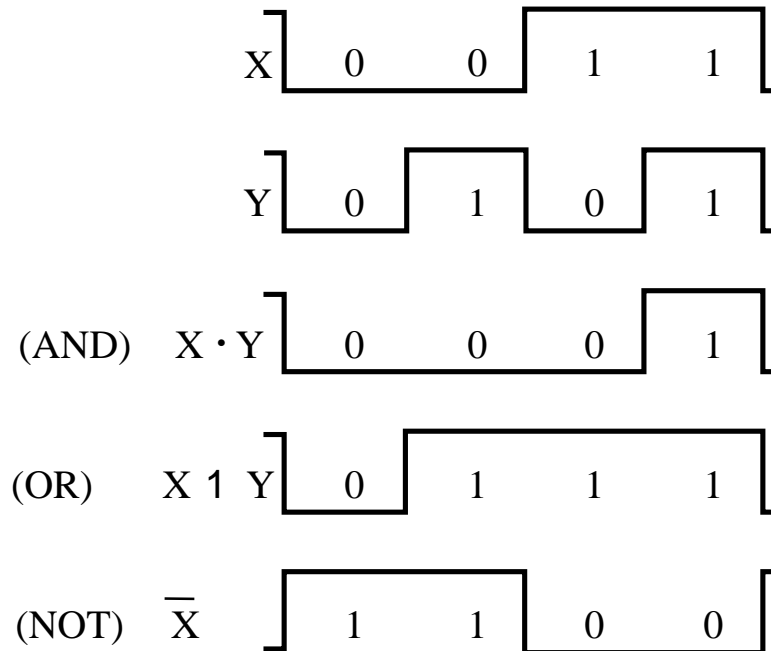 X 0 0 1 1
Y 0 1 0 1
(AND) X · Y 0 0 0 1
(OR) X 1 Y 0 1 1 1
(NOT) X̅ 1 1 0 0